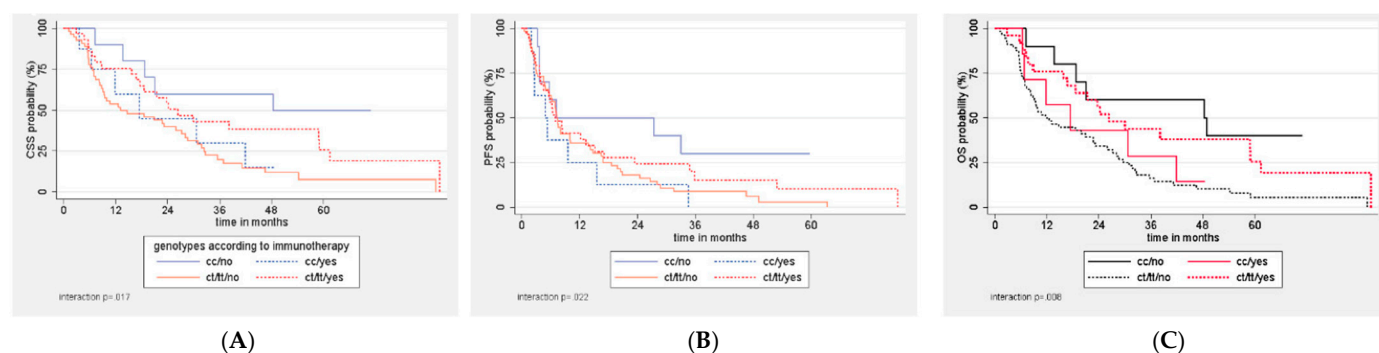 CSS probability (%)
100
75
50
25
0
0 12 24 36 48 60
time in months
genotypes according to immunotherapy
cc/no cc/yes
ct/tt/no ct/tt/yes
interaction p=.017
(A)
PFS probability (%)
100
75
50
25
0
0 12 24 36 48 60
time in months
cc/no cc/yes
ct/tt/no ct/tt/yes
interaction p=.022
(B)
OS probability (%)
100
75
50
25
0
0 12 24 36 48 60
time in months
cc/no cc/yes
ct/tt/no ct/tt/yes
interaction p=.008
(C)